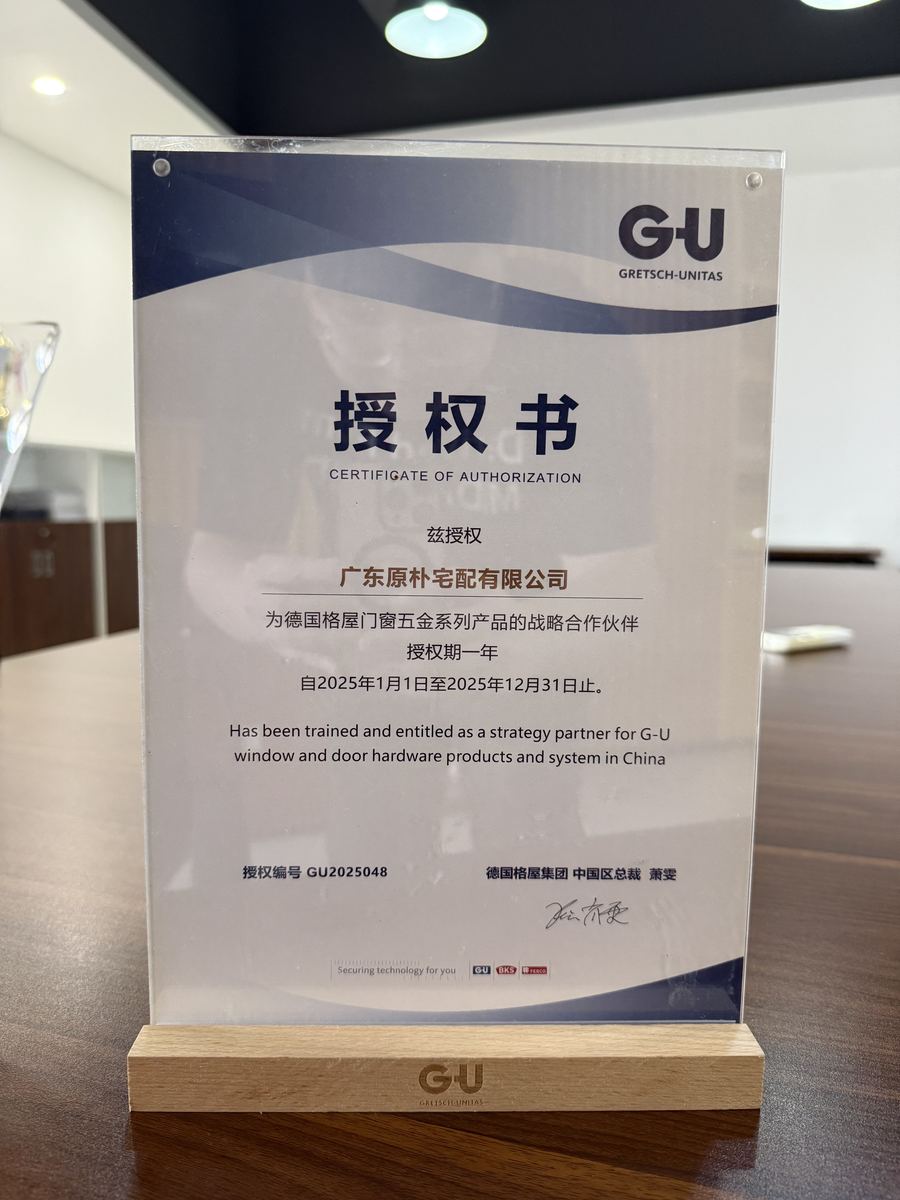 G-U
GRETSCH-UNITAS
授权书
CERTIFICATE OF AUTHORIZATION
兹授权
广东原朴宅配有限公司
为德国格屋门窗五金系列产品的战略合作伙伴
授权期一年
自2025年1月1日至2025年12月31日止。
Has been trained and entitled as a strategy partner for G-U
window and door hardware products and system in China
授权编号 GU2025048
德国格屋集团 中国区总裁 萧雯
Securing technology for you
G-U BKS FERCO
G-U
GRETSCH-UNITAS